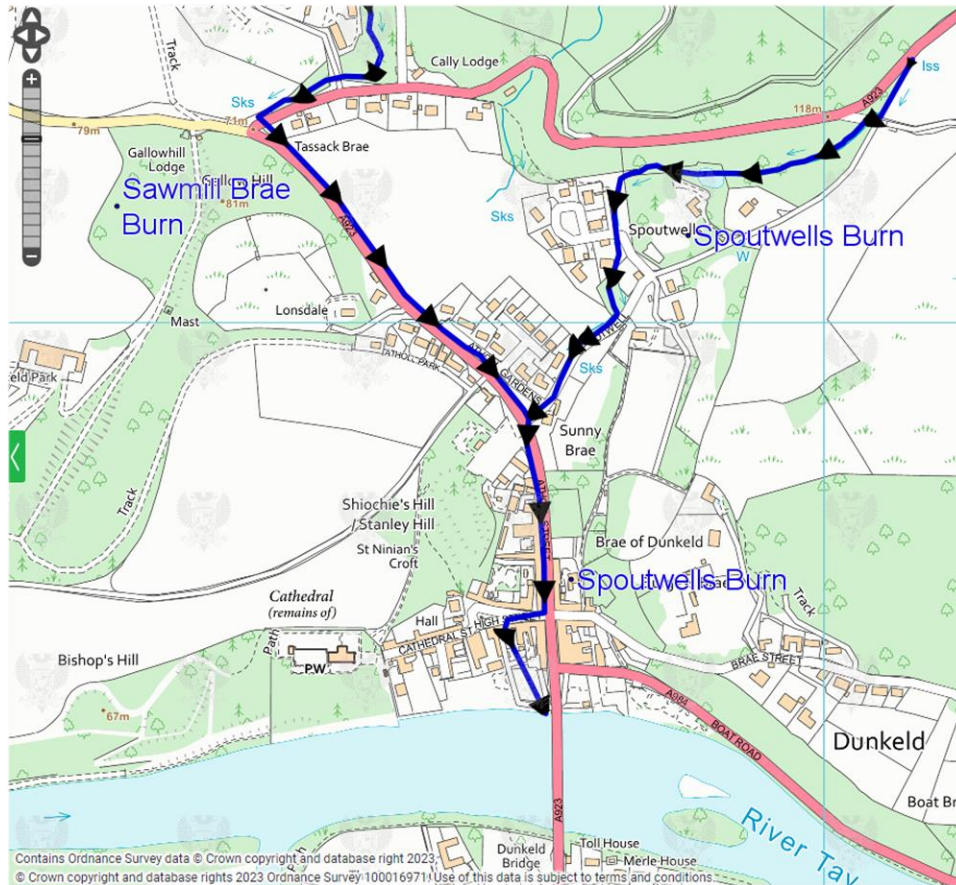 Track
Cally Lodge
Iss
A923
118m
Sks
71m
79m
Tassack Brae
Gallowhill
Lodge
81m
Sawmill Brae
Burn
A923
Sks
Spoutwells Burn
W
Mast
Lonsdale
ATHOLL PARK
GARDENS
Sks
Sunny
Brae
Track
Shiochie's Hill
/ Stanley Hill
St Ninian's
Croft
STREET
Brae of Dunkeld
Spoutwells Burn
Track
Cathedral
(remains of)
Hall
CATHEDRAL ST HIGH
Path
PW
Bishop's Hill
67m
BRAE STREET
A984
BOAT ROAD
Dunkeld
Boat Br
A923
River Tay
Path
Dunkeld
Bridge
Toll House
Merle House
Contains Ordnance Survey data © Crown copyright and database right 2023,
© Crown copyright and database rights 2023 Ordnance Survey 100016971. Use of this data is subject to terms and conditions